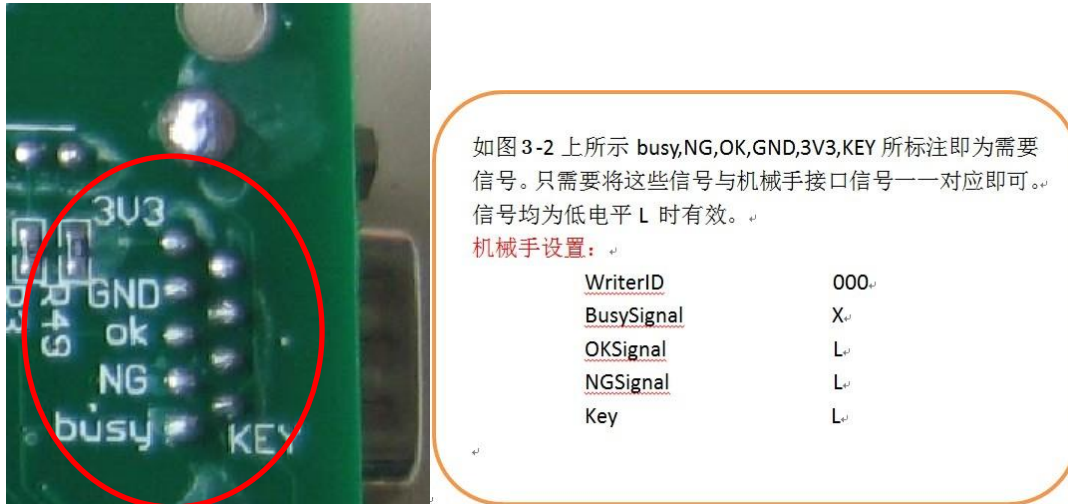 3V3
GND
ok
NG
busy
KEY
R49
如图3-2 上所示 busy,NG,OK,GND,3V3,KEY 所标注即为需要
信号。只需要将这些信号与机械手接口信号一一对应即可。
信号均为低电平 L 时有效。
机械手设置：
WriterID 000
BusySignal X
OKSignal L
NGSignal L
Key L